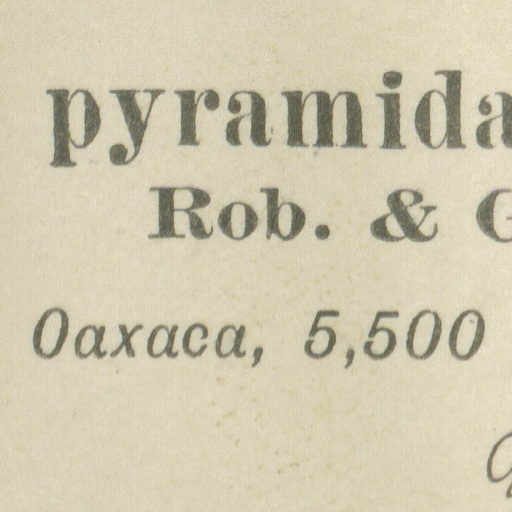 pyramida
Rob. & G
Oaxaca, 5,500